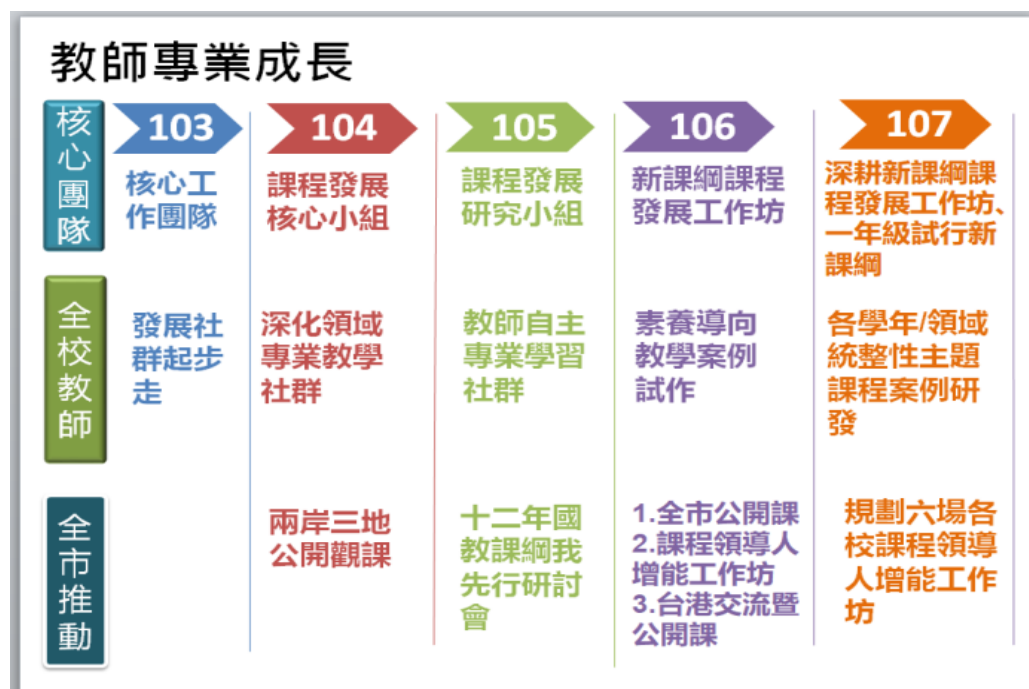 教師專業成長
核心團隊
103
104
105
106
107
核心工
作團隊
課程發展
核心小組
課程發展
研究小組
新課綱課程
發展工作坊
深耕新課綱課
程發展工作坊、
一年級試行新
課綱
全校教師
發展社
群起步
走
深化領域
專業教學
社群
教師自主
專業學習
社群
素養導向
教學案例
試作
各學年/領域
統整性主題
課程案例研
發
全市推動
兩岸三地
公開觀課
十二年國
教課綱我
先行研討
會
1.全市公開課
2.課程領導人
增能工作坊
3.台港交流暨
公開課
規劃六場各
校課程領導
人增能工作
坊